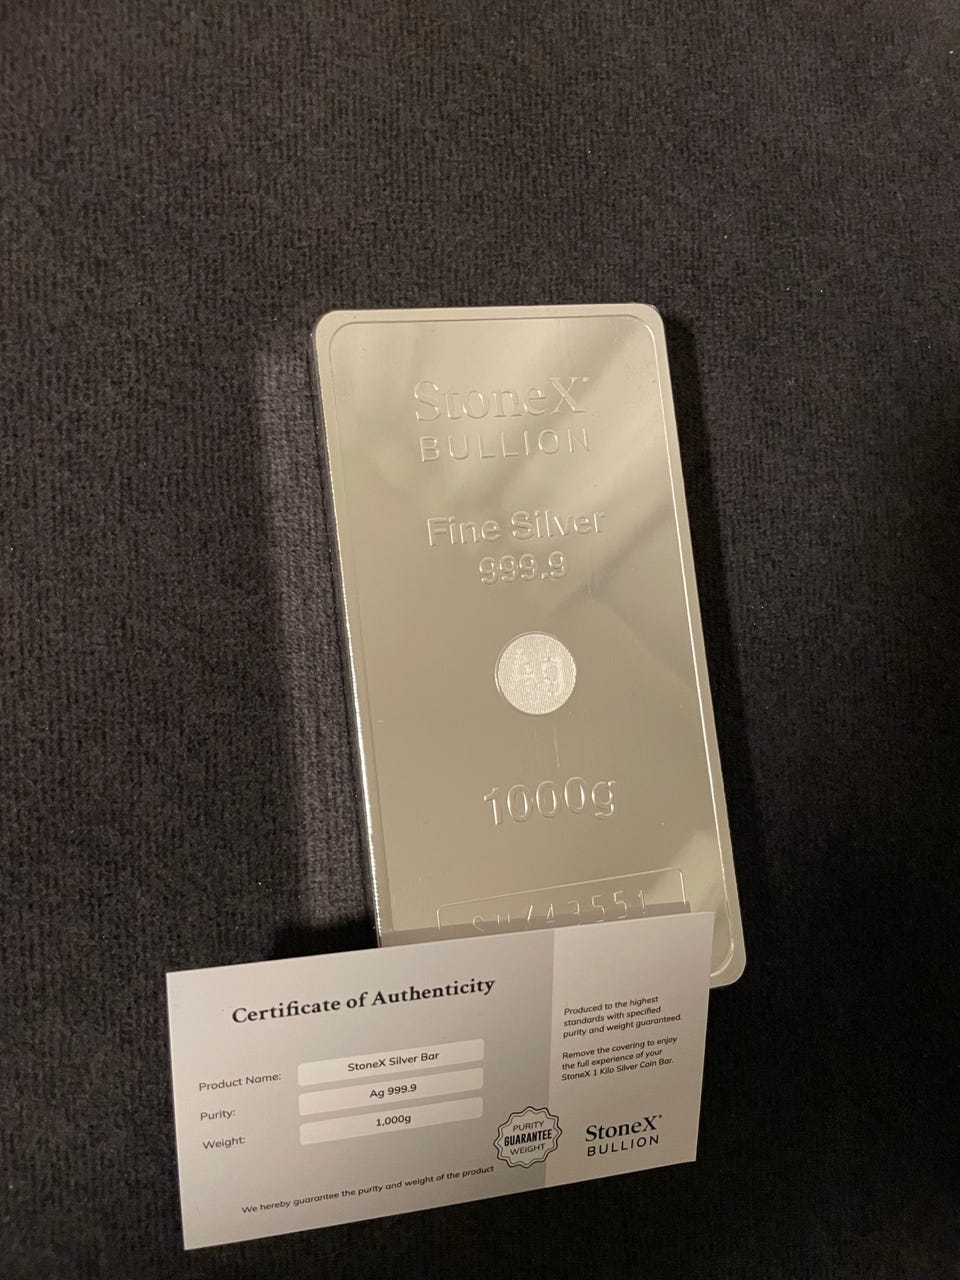 StoneX
BULLION
Fine Silver
999.9
Ag
1000g
Certificate of Authenticity
Product Name: StoneX Silver Bar
Purity: Ag 999.9
Weight: 1,000g
We hereby guarantee the purity and weight of the product
PURITY
GUARANTEE
WEIGHT
Produced to the highest
standards with specified
purity and weight guaranteed.
Remove the covering to enjoy
the full experience of your
StoneX 1 Kilo Silver Coin Bar.
StoneX®
BULLION